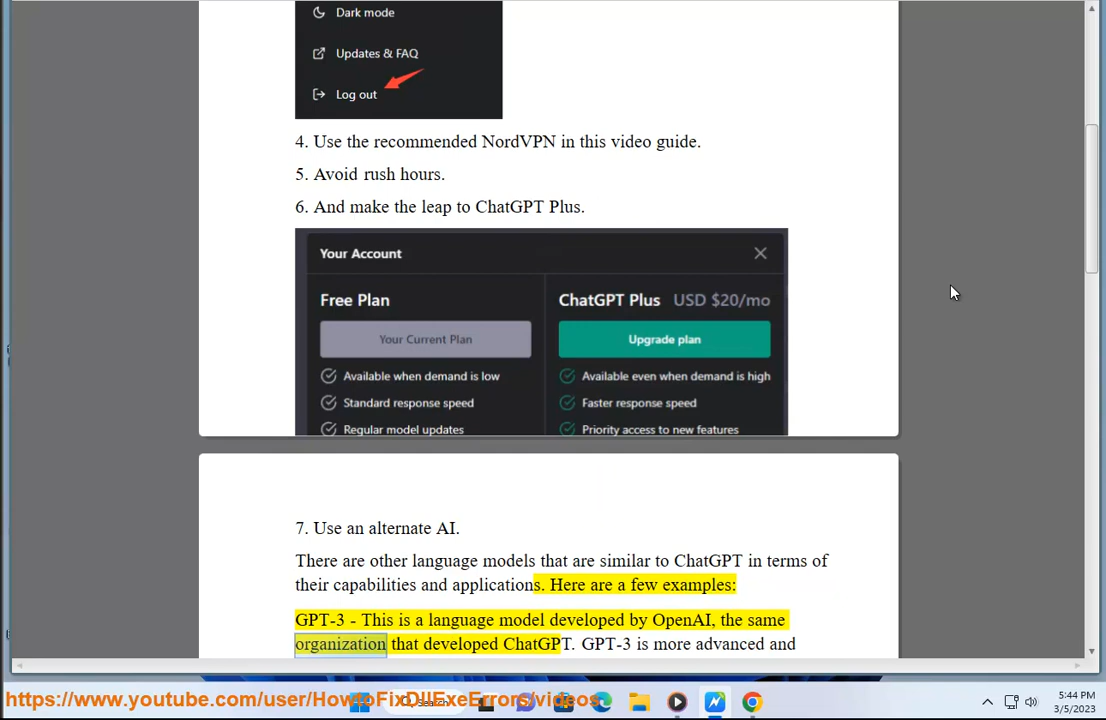 Dark mode
Updates & FAQ
Log out
4. Use the recommended NordVPN in this video guide.
5. Avoid rush hours.
6. And make the leap to ChatGPT Plus.
Your Account
Free Plan
ChatGPT Plus USD $20/mo
Your Current Plan
Upgrade plan
Available when demand is low
Available even when demand is high
Standard response speed
Faster response speed
Regular model updates
Priority access to new features
7. Use an alternate AI.
There are other language models that are similar to ChatGPT in terms of
their capabilities and applications. Here are a few examples:
GPT-3 - This is a language model developed by OpenAI, the same
organization that developed ChatGPT. GPT-3 is more advanced and
https://www.youtube.com/user/HowtoFixDllExeErrors/videos
Search
5:44 PM
3/5/2023